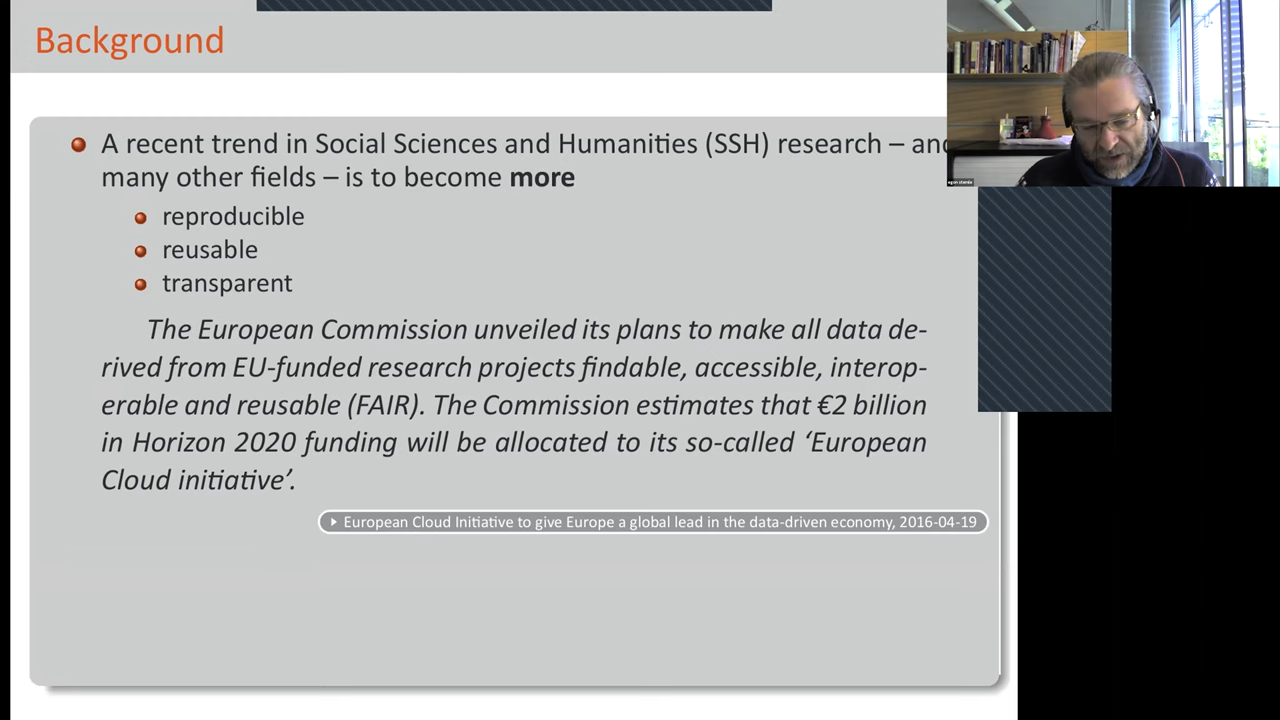 Background
A recent trend in Social Sciences and Humanities (SSH) research – and
many other fields – is to become more
reproducible
reusable
transparent
The European Commission unveiled its plans to make all data de-
rived from EU-funded research projects findable, accessible, interop-
erable and reusable (FAIR). The Commission estimates that €2 billion
in Horizon 2020 funding will be allocated to its so-called ‘European
Cloud initiative’.
European Cloud Initiative to give Europe a global lead in the data-driven economy, 2016-04-19